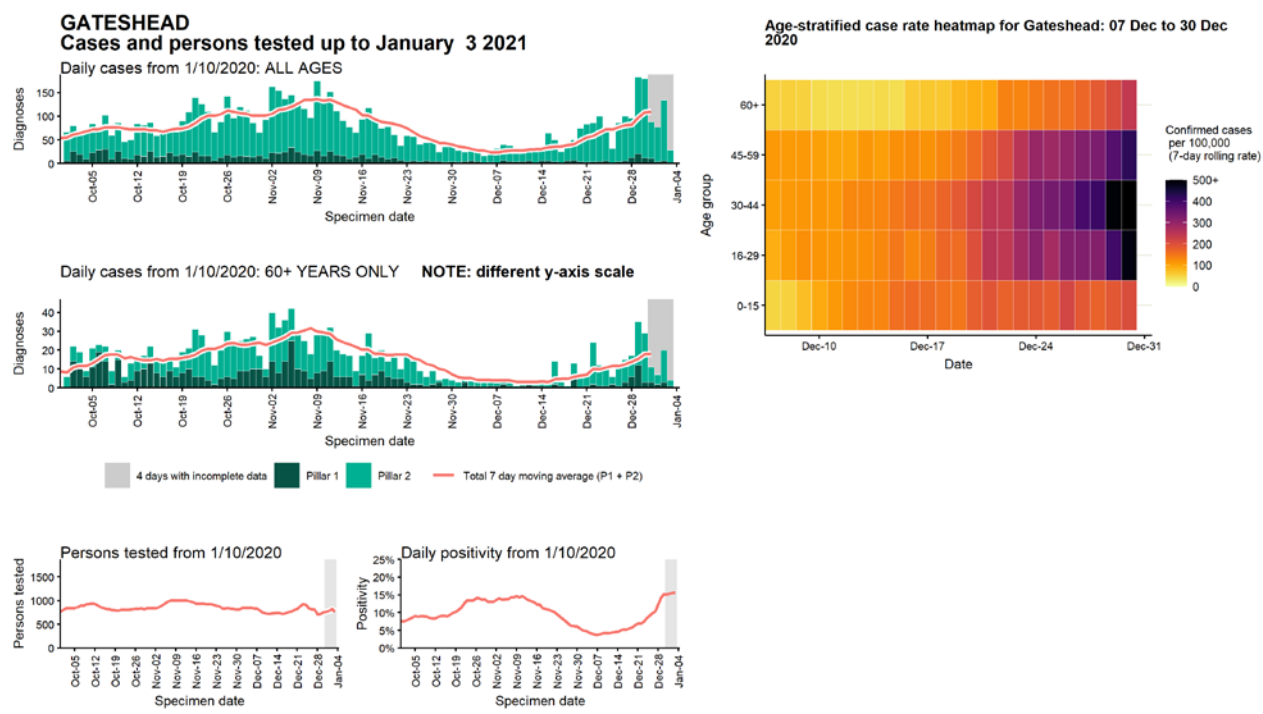 GATESHEAD
Cases and persons tested up to January 3 2021
Daily cases from 1/10/2020: ALL AGES
Diagnoses
150
100
50
0
Oct-05
Oct-12
Oct-19
Oct-26
Nov-02
Nov-09
Nov-16
Nov-23
Nov-30
Dec-07
Dec-14
Dec-21
Dec-28
Jan-04
Specimen date
Daily cases from 1/10/2020: 60+ YEARS ONLY NOTE: different y-axis scale
Diagnoses
40
30
20
10
0
Oct-05
Oct-12
Oct-19
Oct-26
Nov-02
Nov-09
Nov-16
Nov-23
Nov-30
Dec-07
Dec-14
Dec-21
Dec-28
Jan-04
Specimen date
4 days with incomplete data Pillar 1 Pillar 2 Total 7 day moving average (P1 + P2)
Persons tested from 1/10/2020
Persons tested
1500
1000
500
0
Oct-05
Oct-12
Oct-19
Oct-26
Nov-02
Nov-09
Nov-16
Nov-23
Nov-30
Dec-07
Dec-14
Dec-21
Dec-28
Jan-04
Specimen date
Daily positivity from 1/10/2020
Positivity
25%
20%
15%
10%
5%
0%
Oct-05
Oct-12
Oct-19
Oct-26
Nov-02
Nov-09
Nov-16
Nov-23
Nov-30
Dec-07
Dec-14
Dec-21
Dec-28
Jan-04
Specimen date
Age-stratified case rate heatmap for Gateshead: 07 Dec to 30 Dec
2020
Age group
60+
45-59
30-44
16-29
0-15
Dec-10
Dec-17
Dec-24
Dec-31
Date
Confirmed cases
per 100,000
(7-day rolling rate)
500+
400
300
200
100
0